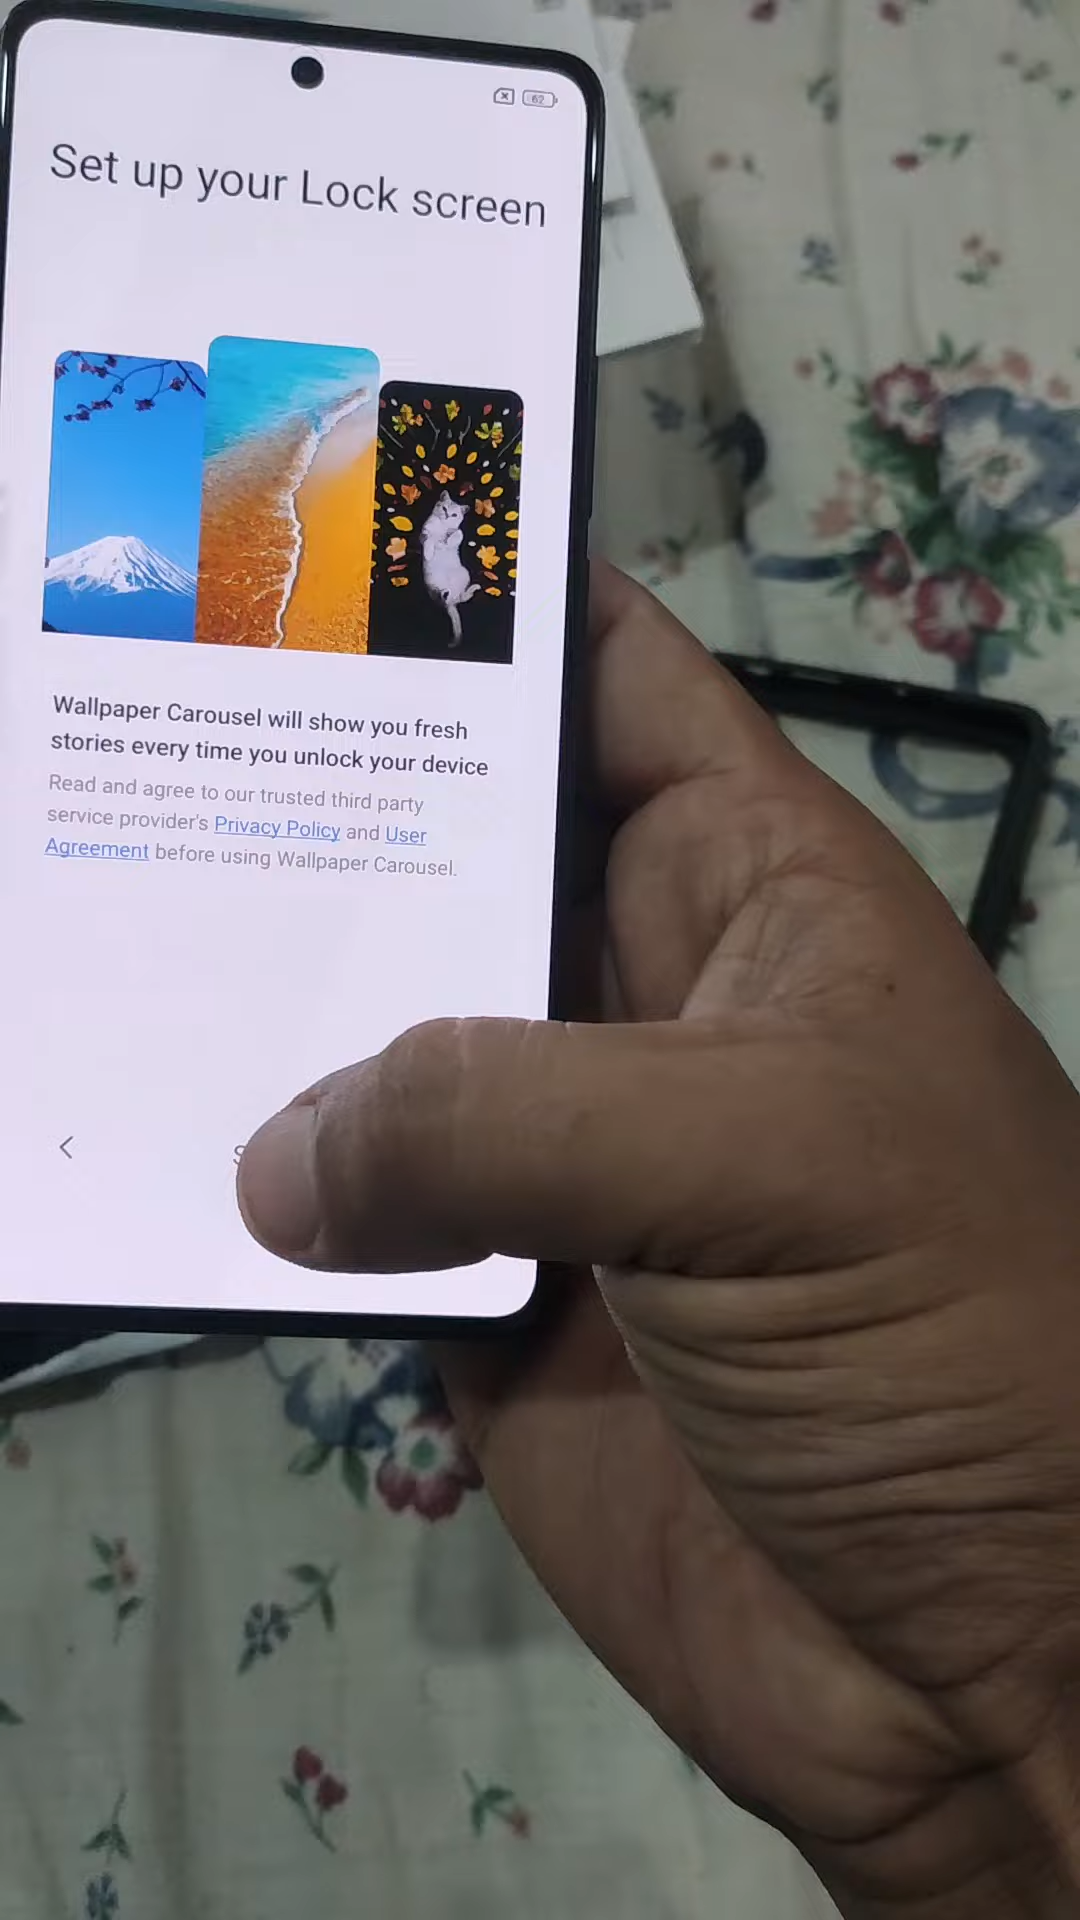 62
Set up your Lock screen
Wallpaper Carousel will show you fresh
stories every time you unlock your device
Read and agree to our trusted third party
service provider's Privacy Policy and User
Agreement before using Wallpaper Carousel.